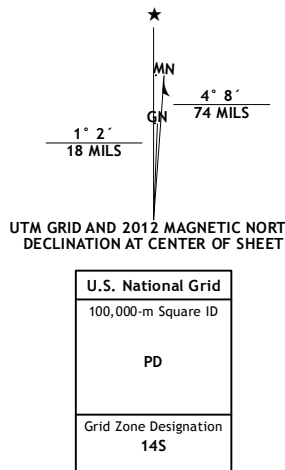 ★
MN
GN
4° 8´
74 MILS
1° 2´
18 MILS
UTM GRID AND 2012 MAGNETIC NORT
DECLINATION AT CENTER OF SHEET
U.S. National Grid
100,000-m Square ID
PD
Grid Zone Designation
14S